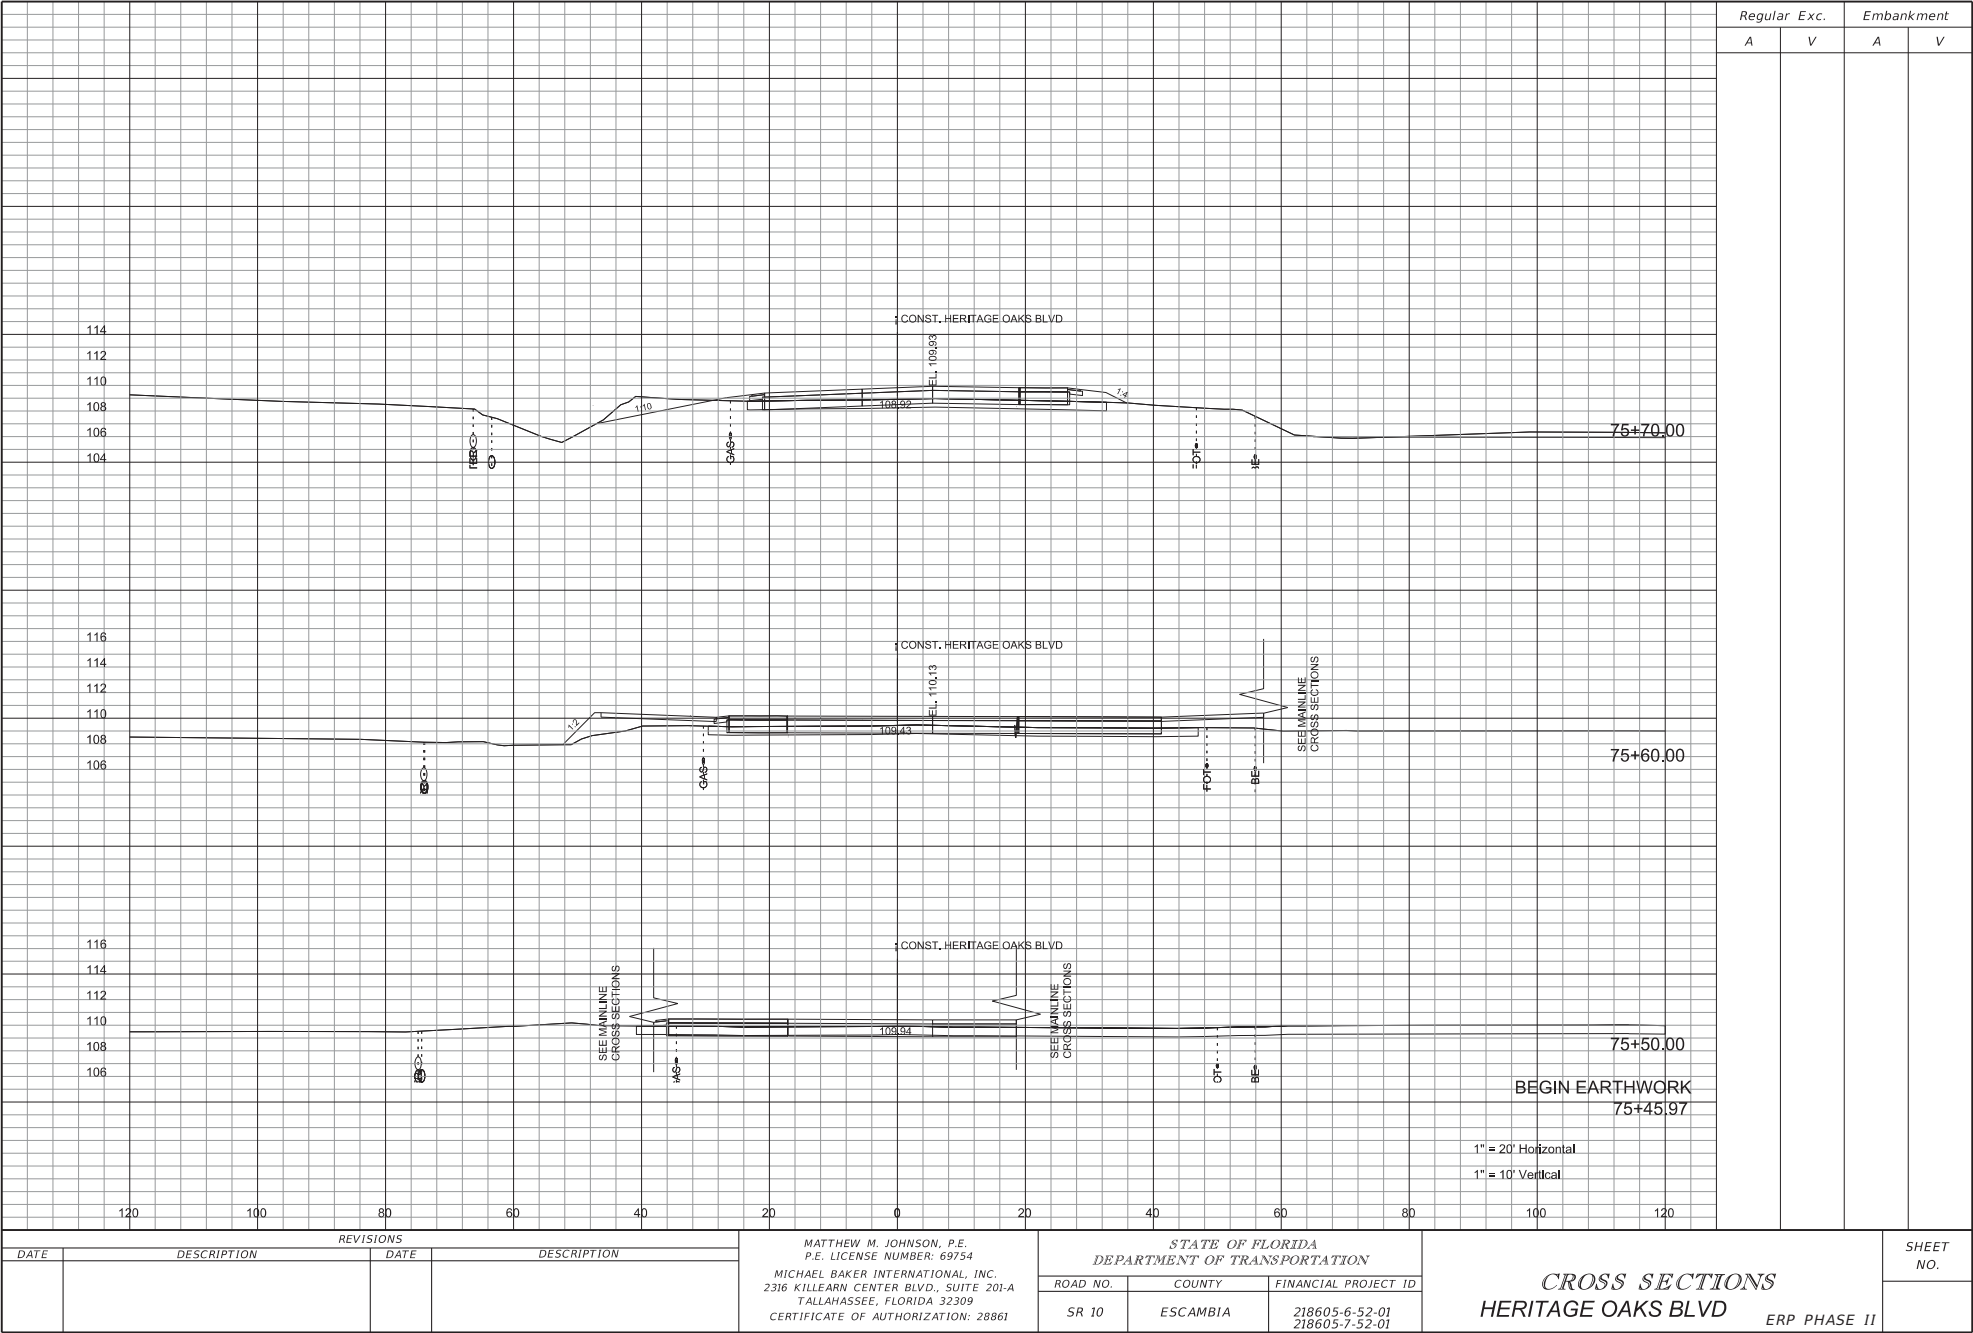 Regular Exc.
Embankment
A
V
A
V
CONST. HERITAGE OAKS BLVD
114
112
110
108
106
104
EL. 109.93
1:10
108.92
1:4
GAS
75+70.00
CONST. HERITAGE OAKS BLVD
116
114
112
110
108
106
EL. 110.13
1:2
109.43
SEE MAINLINE
CROSS SECTIONS
GAS
FOT
BE
75+60.00
CONST. HERITAGE OAKS BLVD
116
114
112
110
108
106
SEE MAINLINE
CROSS SECTIONS
109.94
SEE MAINLINE
CROSS SECTIONS
BE
75+50.00
BEGIN EARTHWORK
75+45.97
1" = 20' Horizontal
1" = 10' Vertical
120
100
80
60
40
20
0
20
40
60
80
100
120
REVISIONS
DATE
DESCRIPTION
DATE
DESCRIPTION
MATTHEW M. JOHNSON, P.E.
P.E. LICENSE NUMBER: 69754
MICHAEL BAKER INTERNATIONAL, INC.
2316 KILLEARN CENTER BLVD., SUITE 201-A
TALLAHASSEE, FLORIDA 32309
CERTIFICATE OF AUTHORIZATION: 28861
STATE OF FLORIDA
DEPARTMENT OF TRANSPORTATION
ROAD NO.
COUNTY
FINANCIAL PROJECT ID
SR 10
ESCAMBIA
218605-6-52-01
218605-7-52-01
CROSS SECTIONS
HERITAGE OAKS BLVD
ERP PHASE II
SHEET
NO.